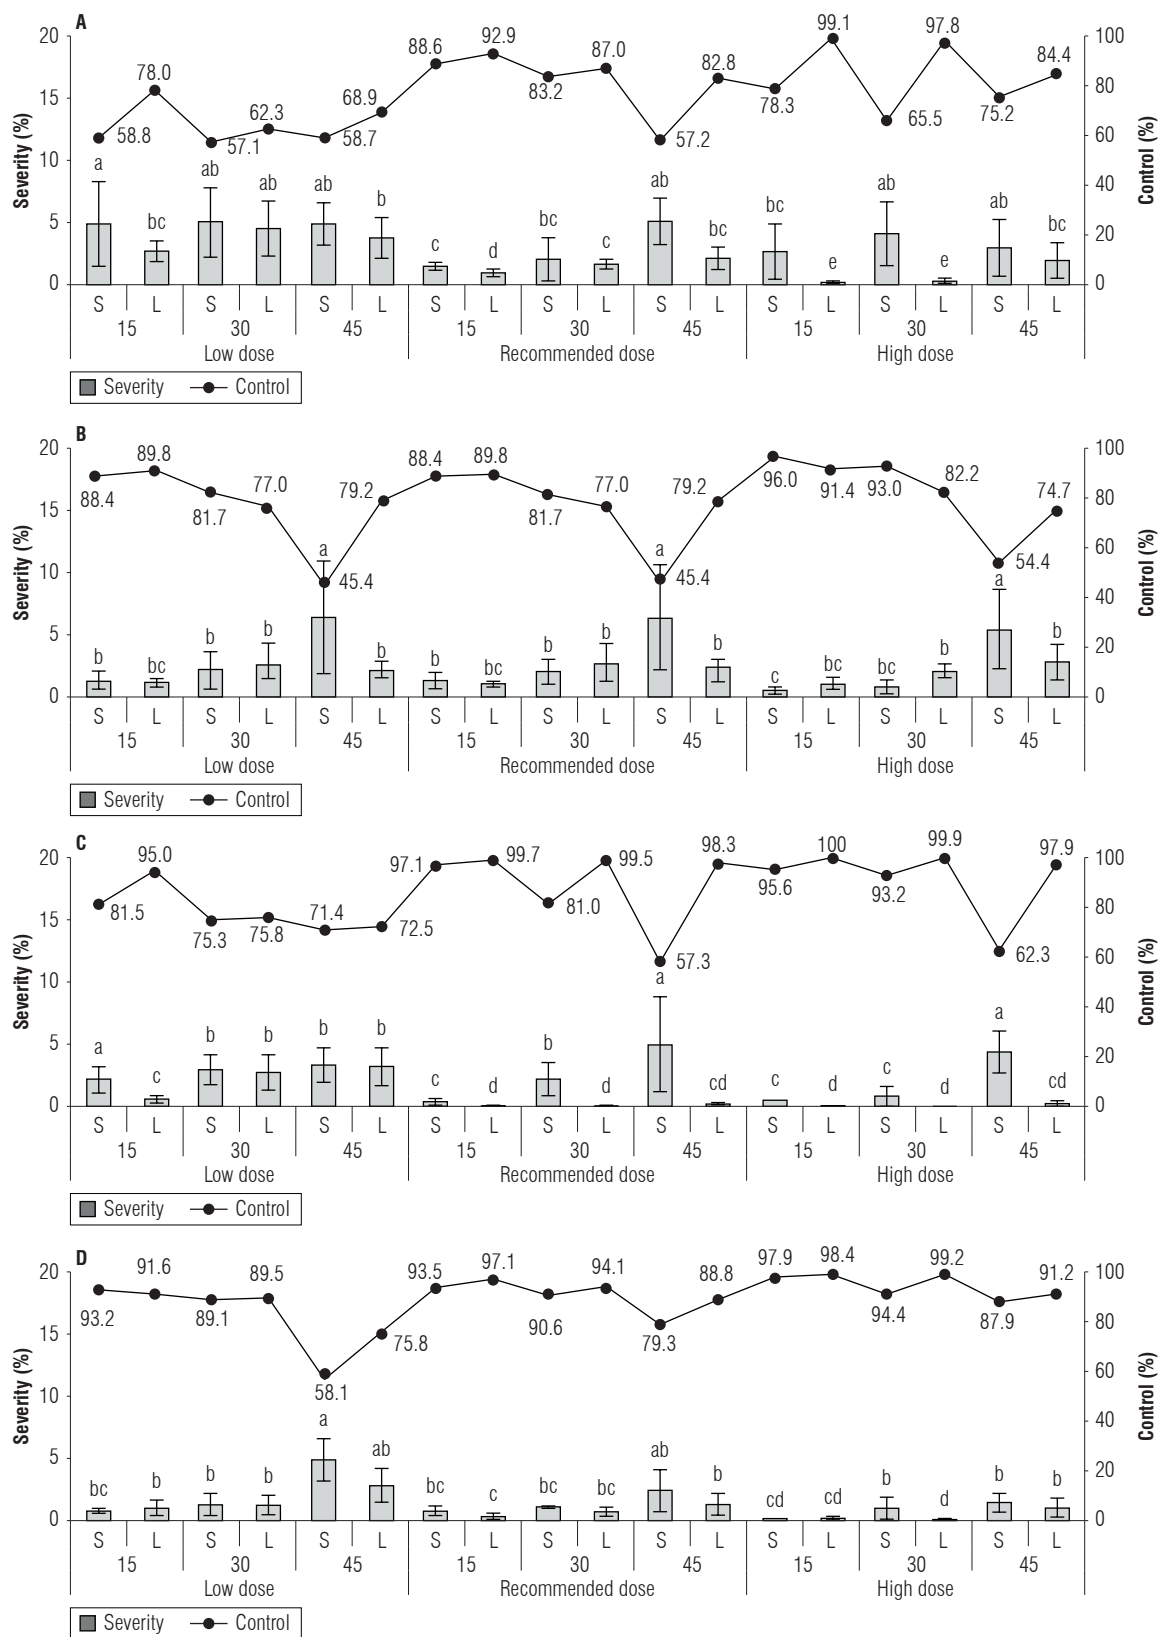 A
20 88.6 92.9 99.1 97.8 100
78.0 87.0 82.8 84.4
15 68.9 83.2 78.3 75.2 80
58.8 57.1 62.3 58.7 57.2 65.5 60
10
a ab ab ab b ab bc ab ab 40
5 bc bc bc bc 20
c d c e e
0 0
S L S L S L S L S L S L S L S L S L
15 30 45 15 30 45 15 30 45
Low dose Recommended dose High dose
Severity (%)
Control (%)
Severity Control
B
20 88.4 89.8 77.0 79.2 88.4 89.8 77.0 79.2 82.2 100
88.4 89.8 81.7 81.7 96.0 91.4 93.0 74.7
15 80
45.4 45.4 54.4 60
10 a a a 40
5 b bc b b b b bc b b b c bc bc b b 20
0 0
S L S L S L S L S L S L S L S L S L
15 30 45 15 30 45 15 30 45
Low dose Recommended dose High dose
Severity (%)
Control (%)
Severity Control
C
20 95.0 97.1 99.7 99.5 98.3 100 99.9 97.9 100
81.5 71.4 81.0 95.6 93.2 80
15 75.3 75.8 72.5 57.3 62.3 60
10 a 40
5 a c b b b b c d b d cd c d c d a cd 20
0 0
S L S L S L S L S L S L S L S L S L
15 30 45 15 30 45 15 30 45
Low dose Recommended dose High dose
Severity (%)
Control (%)
Severity Control
D
20 91.6 89.5 93.5 97.1 94.1 88.8 97.9 98.4 99.2 91.2 100
93.2 89.1 75.8 90.6 79.3 94.4 87.9 80
15
58.1 60
10 40
5 bc b b b a ab bc c bc bc ab b cd cd b d b b 20
0 0
S L S L S L S L S L S L S L S L S L
15 30 45 15 30 45 15 30 45
Low dose Recommended dose High dose
Severity (%)
Control (%)
Severity Control